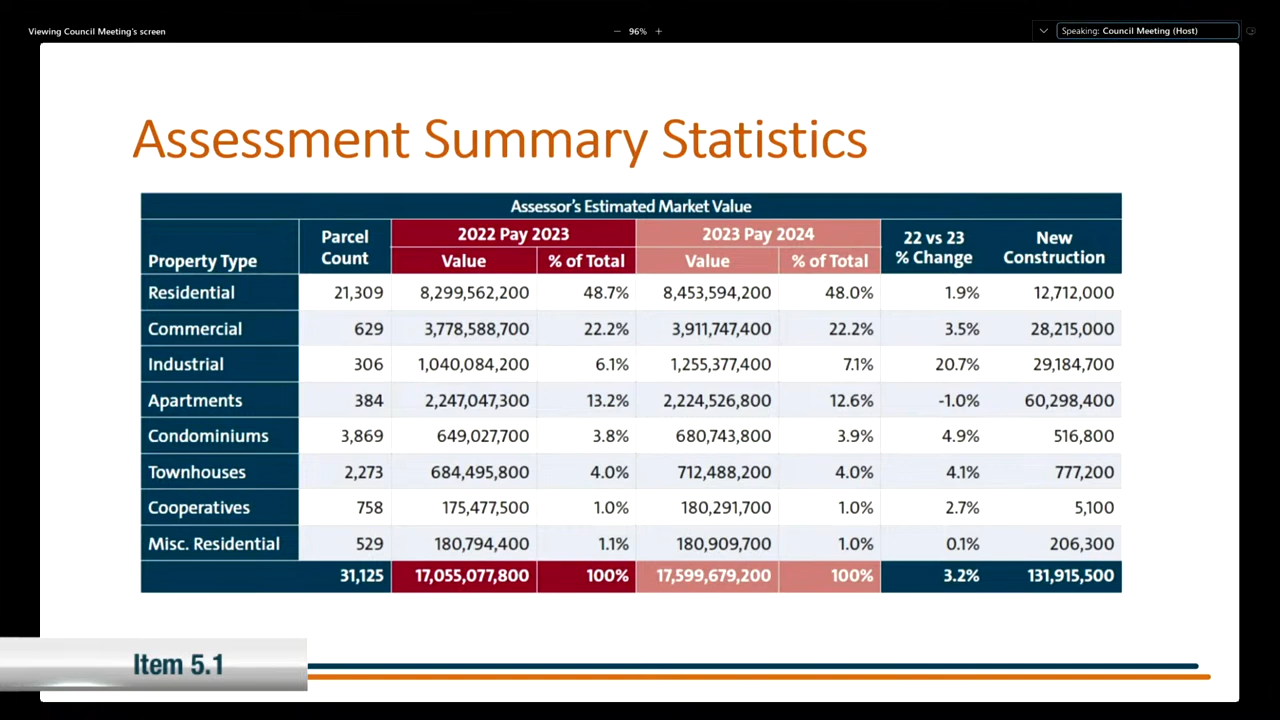 Viewing Council Meeting's screen
− 96% +
Speaking: Council Meeting (Host)
Assessment Summary Statistics
Assessor's Estimated Market Value
Property Type Parcel Count 2022 Pay 2023 2023 Pay 2024 22 vs 23 % Change New Construction
Value % of Total Value % of Total
Residential 21,309 8,299,562,200 48.7% 8,453,594,200 48.0% 1.9% 12,712,000
Commercial 629 3,778,588,700 22.2% 3,911,747,400 22.2% 3.5% 28,215,000
Industrial 306 1,040,084,200 6.1% 1,255,377,400 7.1% 20.7% 29,184,700
Apartments 384 2,247,047,300 13.2% 2,224,526,800 12.6% -1.0% 60,298,400
Condominiums 3,869 649,027,700 3.8% 680,743,800 3.9% 4.9% 516,800
Townhouses 2,273 684,495,800 4.0% 712,488,200 4.0% 4.1% 777,200
Cooperatives 758 175,477,500 1.0% 180,291,700 1.0% 2.7% 5,100
Misc. Residential 529 180,794,400 1.1% 180,909,700 1.0% 0.1% 206,300
31,125 17,055,077,800 100% 17,599,679,200 100% 3.2% 131,915,500
Item 5.1